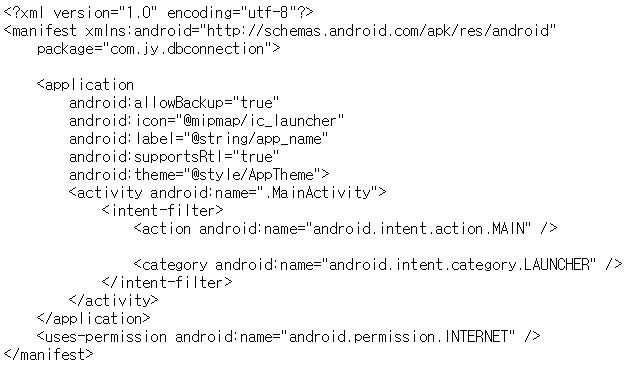 <?xml version="1.0" encoding="utf-8"?>
<manifest xmlns:android="http://schemas.android.com/apk/res/android"
    package="com.jy.dbconnection">

    <application
        android:allowBackup="true"
        android:icon="@mipmap/ic_launcher"
        android:label="@string/app_name"
        android:supportsRtl="true"
        android:theme="@style/AppTheme">
        <activity android:name=".MainActivity">
            <intent-filter>
                <action android:name="android.intent.action.MAIN" />

                <category android:name="android.intent.category.LAUNCHER" />
            </intent-filter>
        </activity>
    </application>
    <uses-permission android:name="android.permission.INTERNET" />
</manifest>